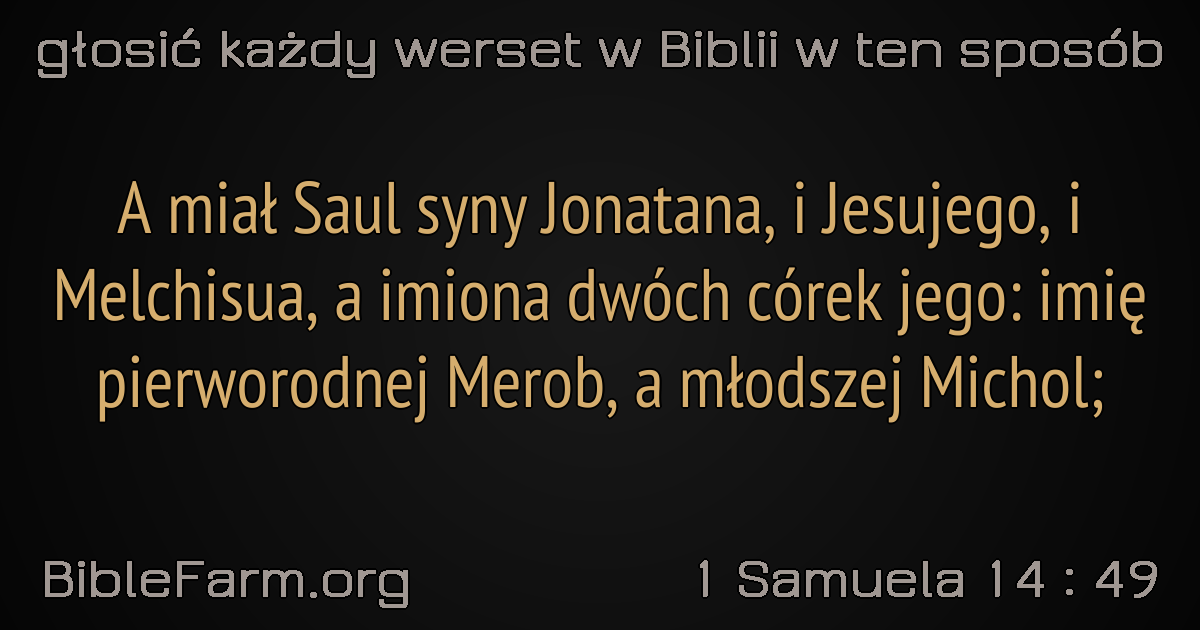 głosić każdy werset w Biblii w ten sposób
A miał Saul syny Jonatana, i Jesujego, i
Melchisua, a imiona dwóch córek jego: imię
pierworodnej Merob, a młodszej Michol;
BibleFarm.org
1 Samuela 14 : 49